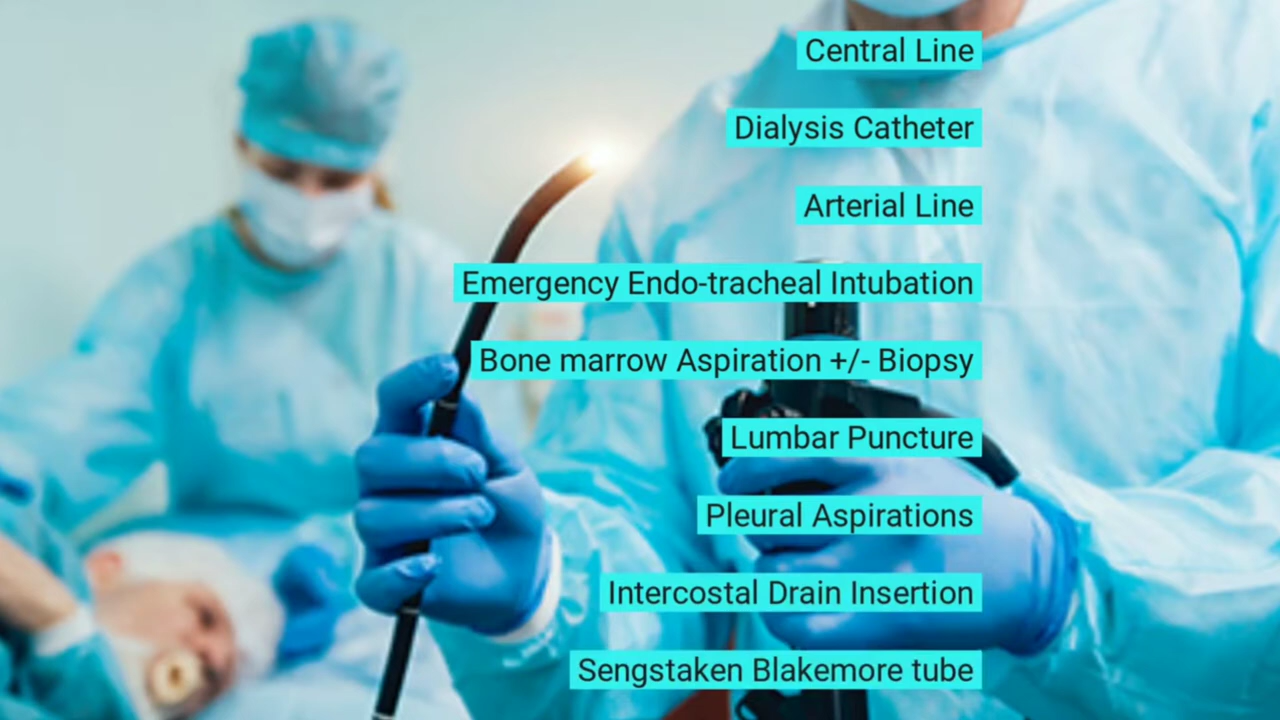 Central Line
Dialysis Catheter
Arterial Line
Emergency Endo-tracheal Intubation
Bone marrow Aspiration +/- Biopsy
Lumbar Puncture
Pleural Aspirations
Intercostal Drain Insertion
Sengstaken Blakemore tube